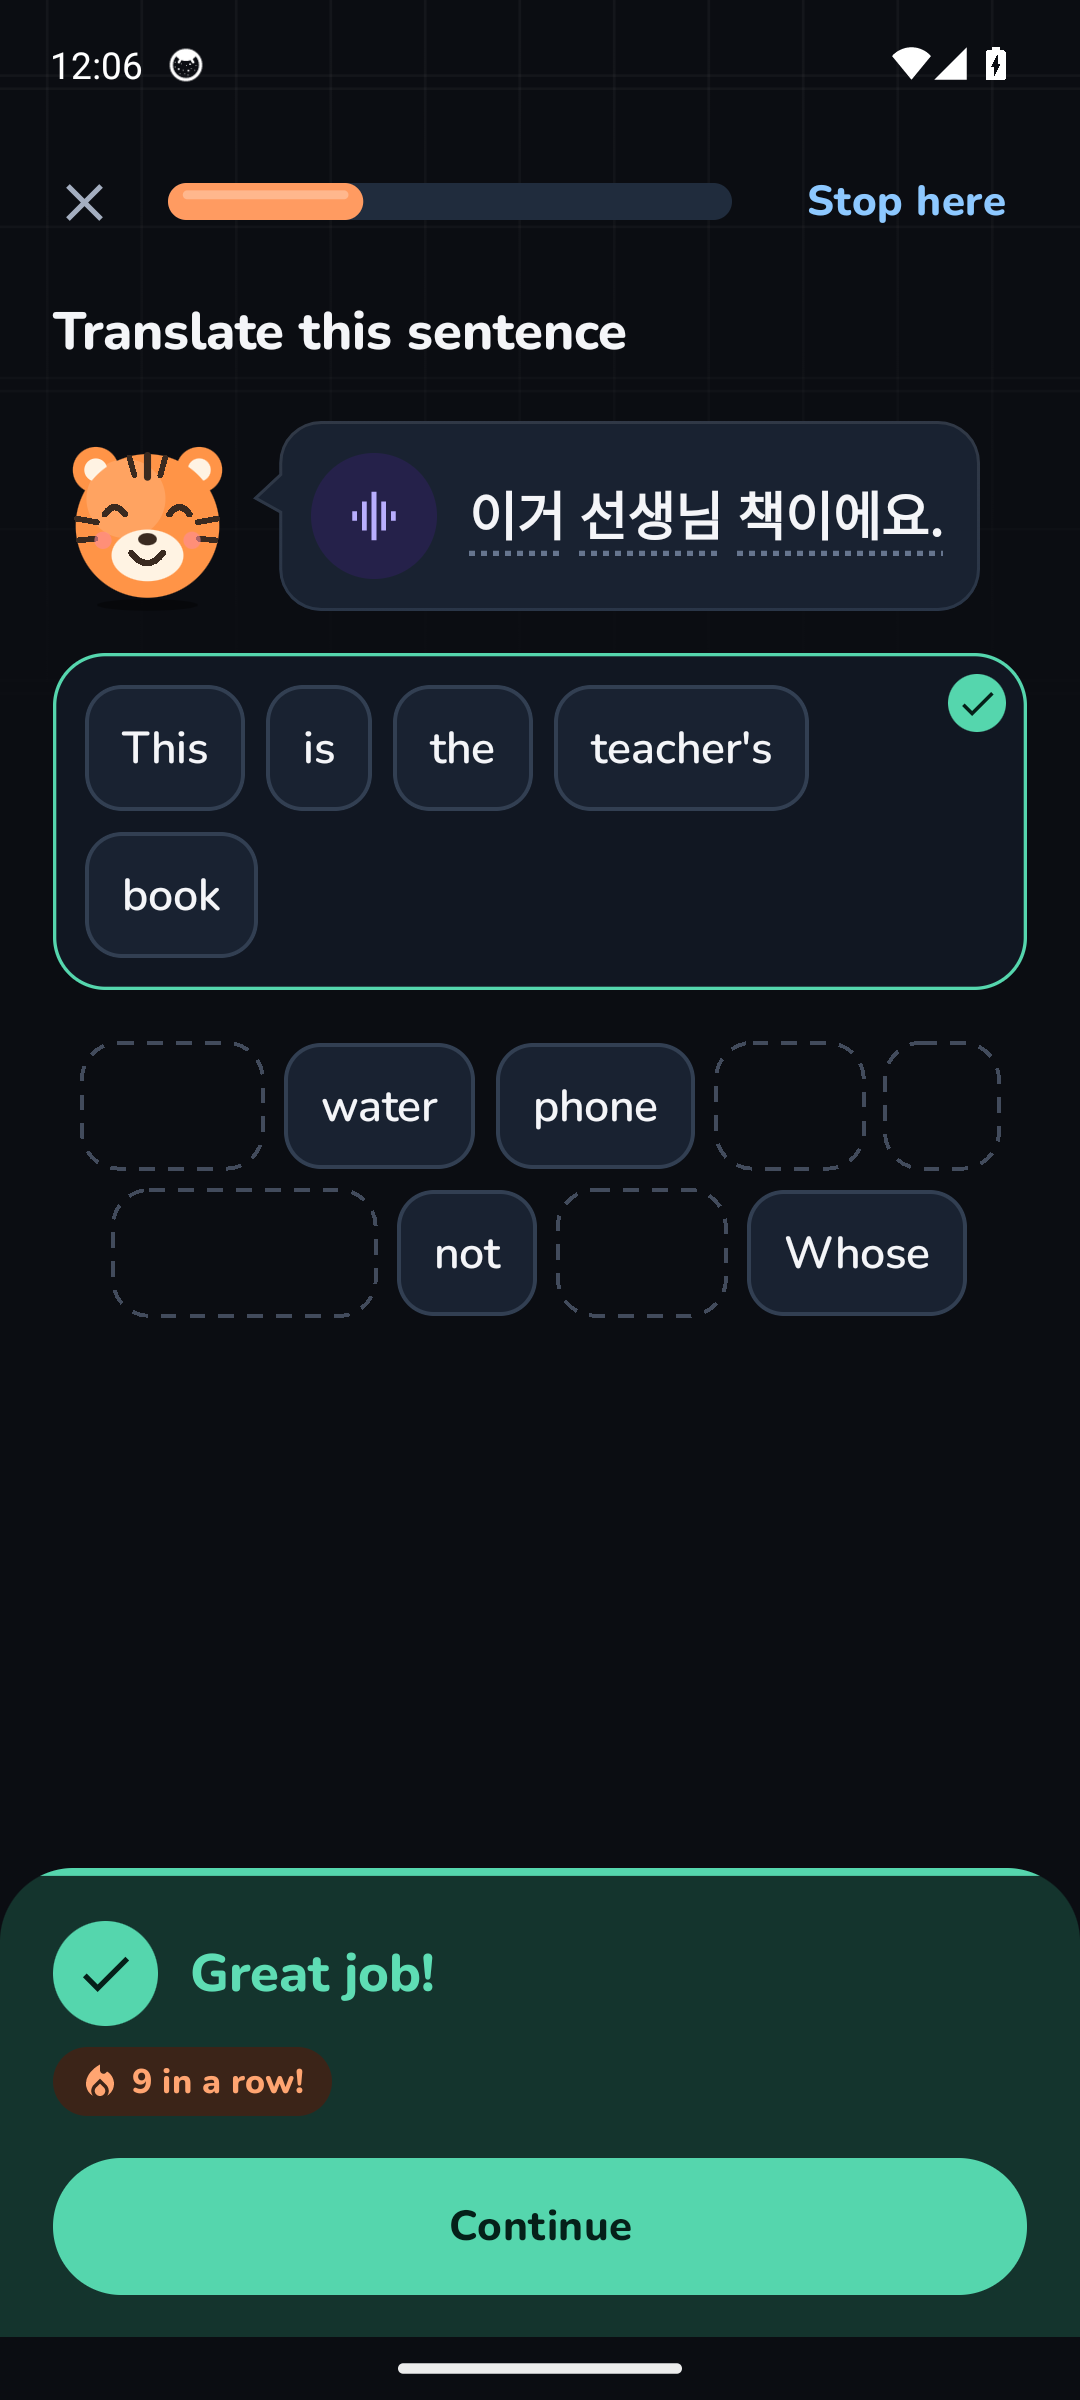 12:06
Stop here
Translate this sentence
이거 선생님 책이에요.
This is the teacher's
book
water phone
not Whose
Great job!
9 in a row!
Continue